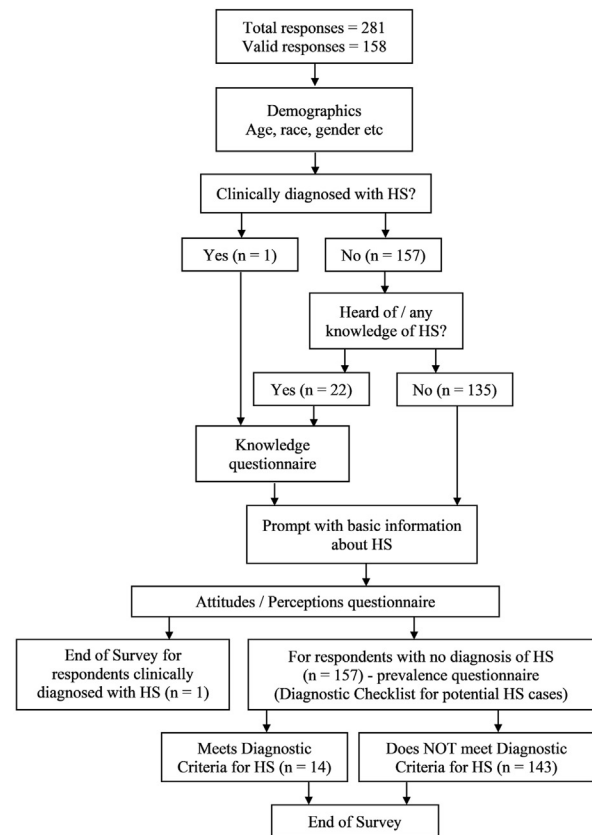 Total responses = 281
Valid responses = 158
Demographics
Age, race, gender etc
Clinically diagnosed with HS?
Yes (n = 1)
No (n = 157)
Heard of / any
knowledge of HS?
Yes (n = 22)
No (n = 135)
Knowledge
questionnaire
Prompt with basic information
about HS
Attitudes / Perceptions questionnaire
End of Survey for
respondents clinically
diagnosed with HS (n = 1)
For respondents with no diagnosis of HS
(n = 157) - prevalence questionnaire
(Diagnostic Checklist for potential HS cases)
Meets Diagnostic
Criteria for HS (n = 14)
Does NOT meet Diagnostic
Criteria for HS (n = 143)
End of Survey